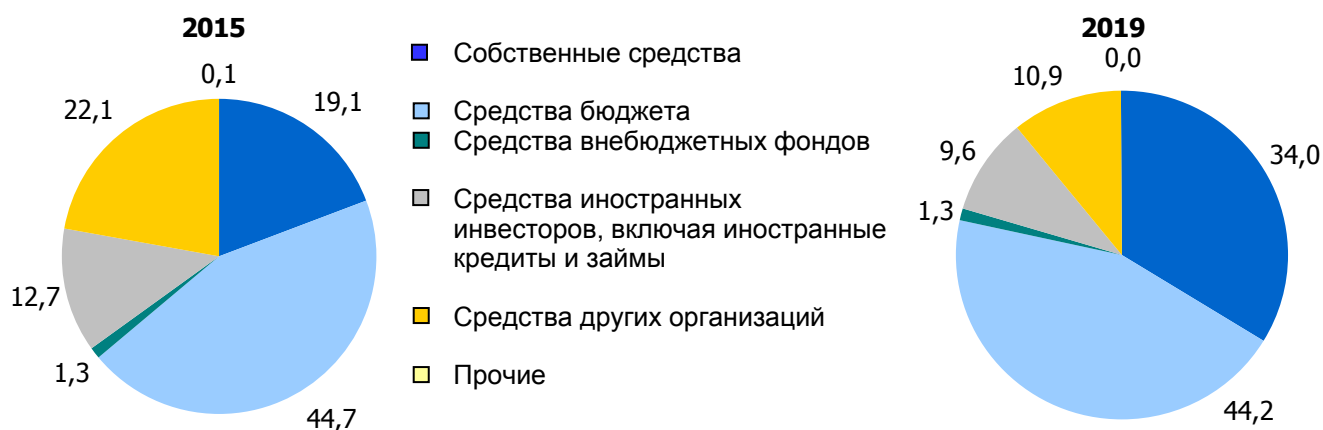 2015
0,1
19,1
22,1
12,7
1,3
44,7
Собственные средства
Средства бюджета
Средства внебюджетных фондов
Средства иностранных
инвесторов, включая иностранные
кредиты и займы
Средства других организаций
Прочие
2019
0,0
10,9
34,0
9,6
1,3
44,2